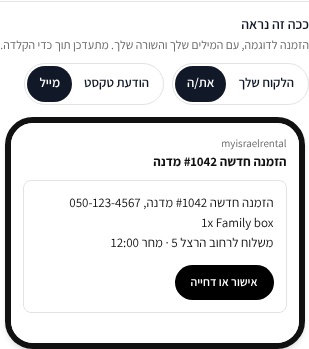 ככה זה נראה
הזמנה לדוגמה, עם המילים שלך והשורה שלך. מתעדכן תוך כדי הקלדה.
הלקוח שלך
את/ה
הודעת טקסט
מייל
myisraelrental
הזמנה חדשה #1042 מדנה
הזמנה חדשה #1042 מדנה, 050-123-4567
1x Family box
משלוח לרחוב הרצל 5 · מחר 12:00
אישור או דחייה